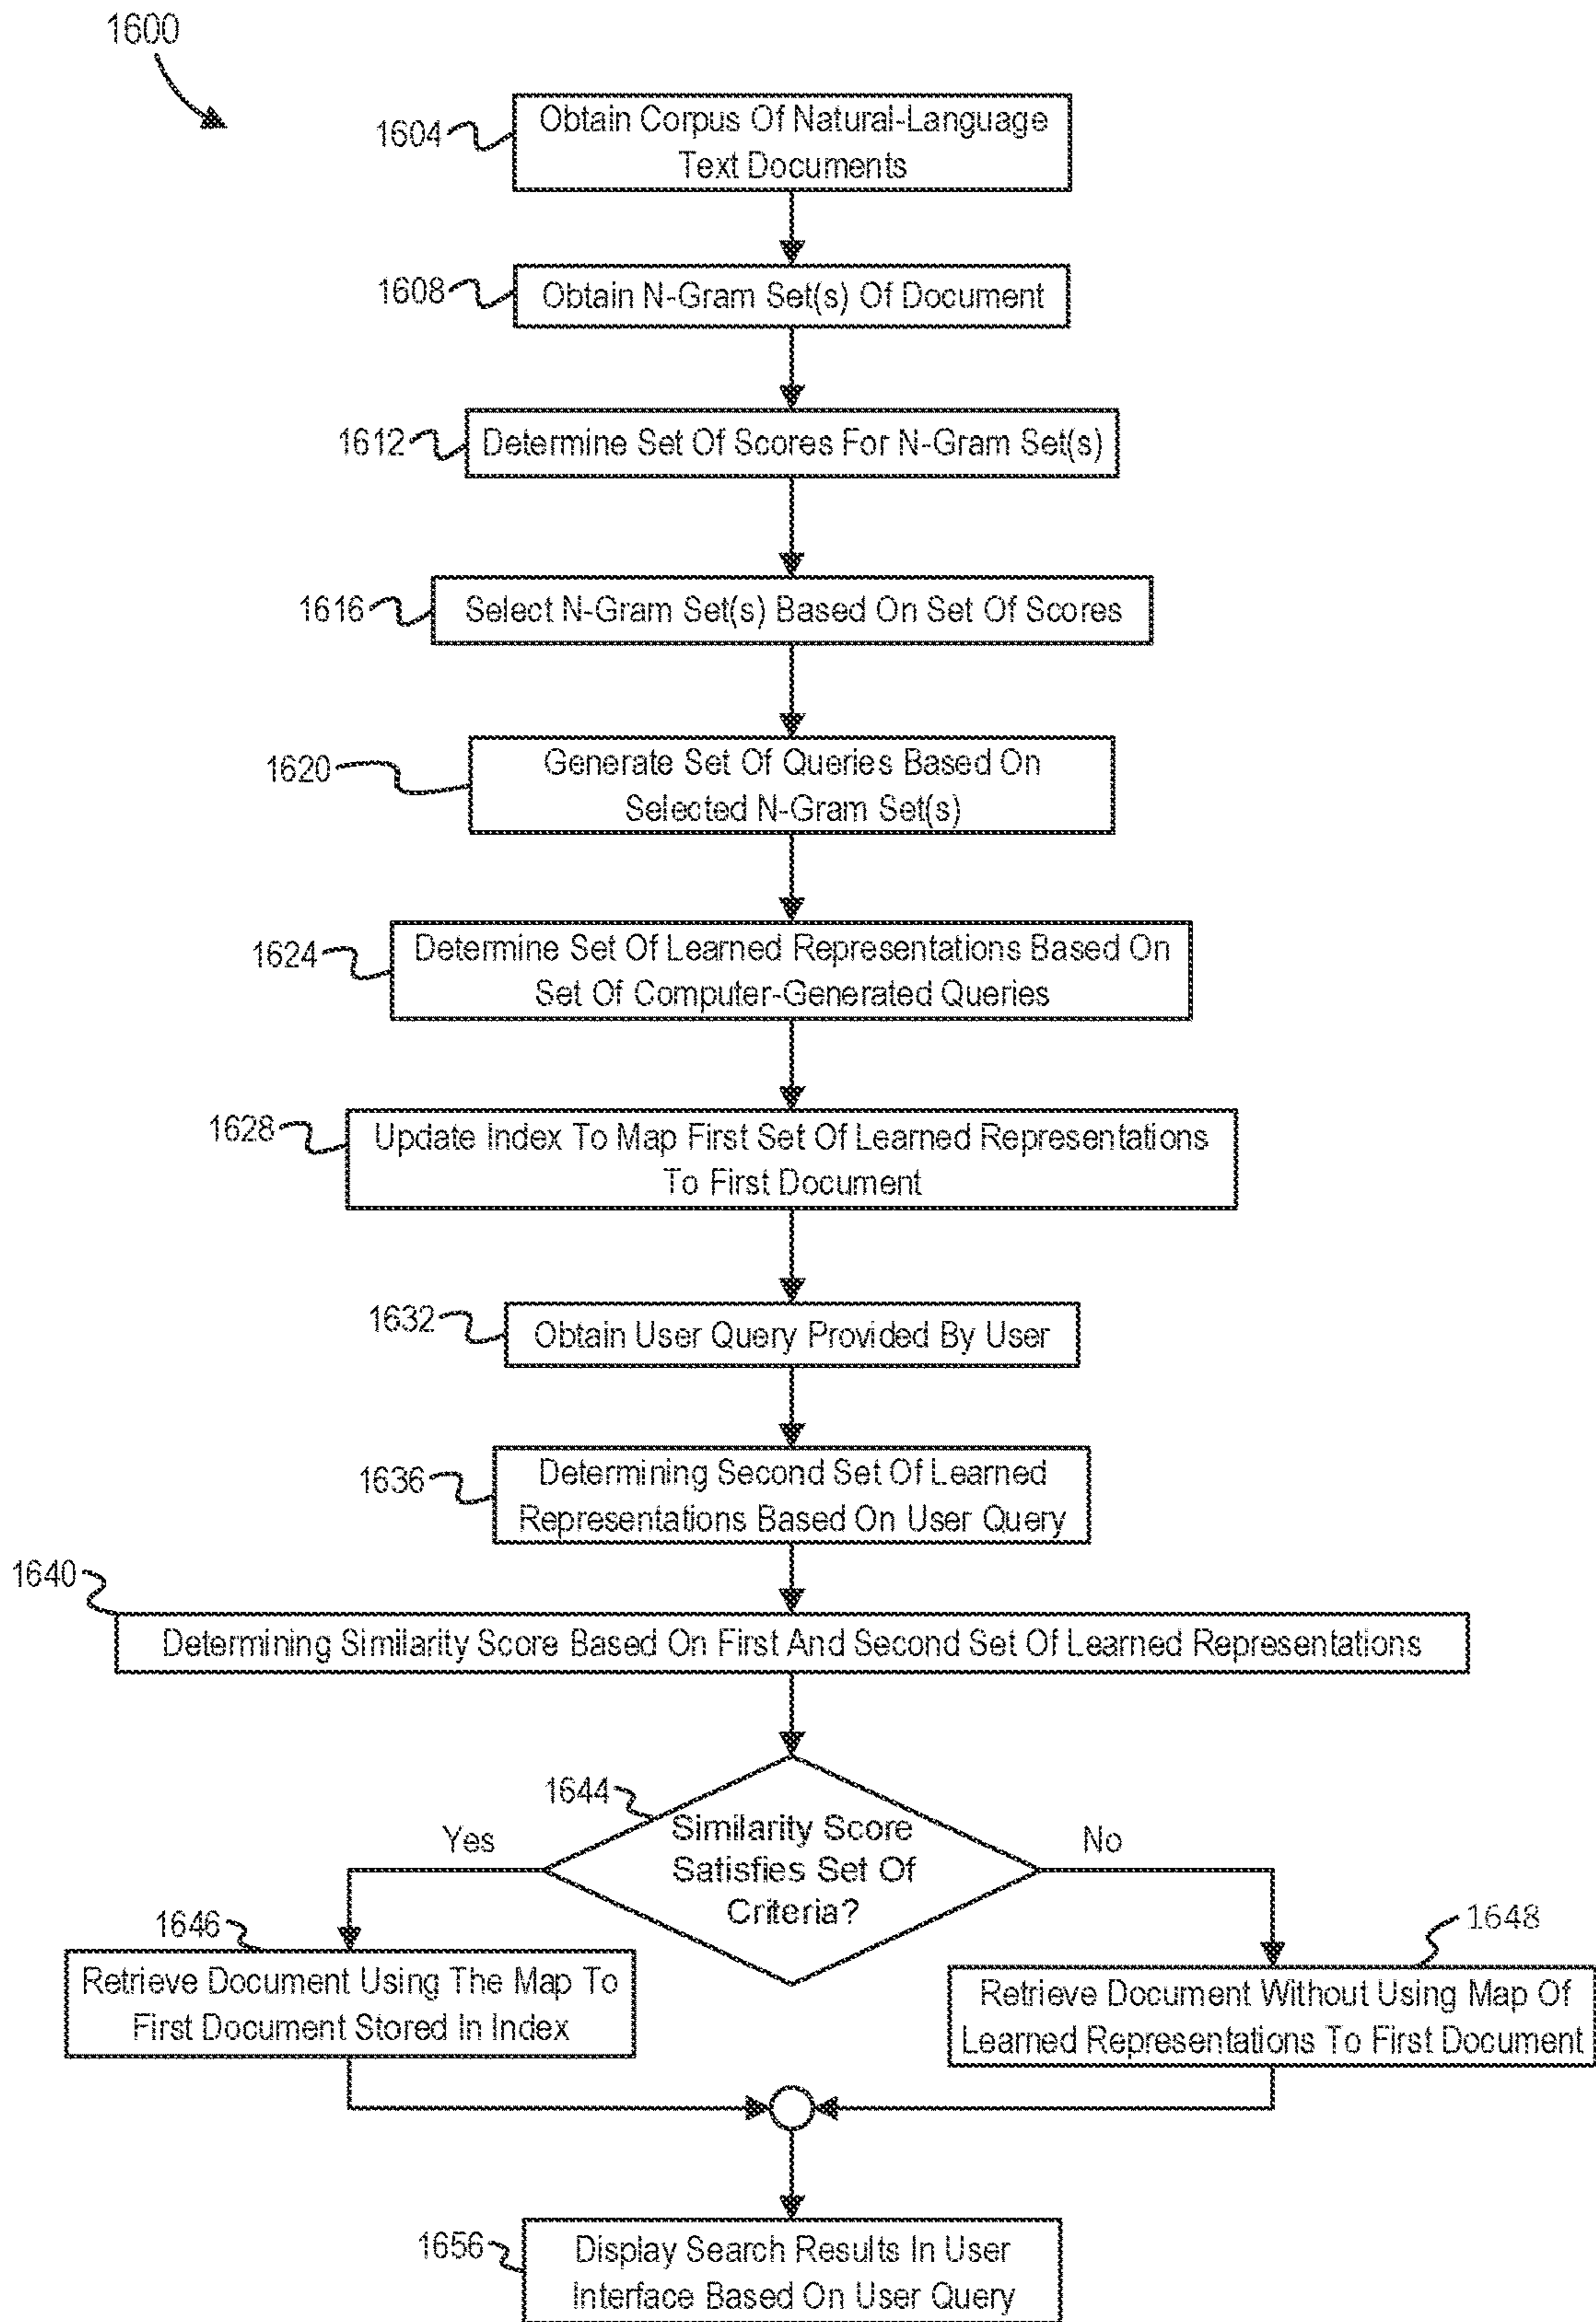 1600
1604
Obtain Corpus Of Natural-Language
Text Documents
1608
Obtain N-Gram Set(s) Of Document
1612
Determine Set Of Scores For N-Gram Set(s)
1616
Select N-Gram Set(s) Based On Set Of Scores
1620
Generate Set Of Queries Based On
Selected N-Gram Set(s)
1624
Determine Set Of Learned Representations Based On
Set Of Computer-Generated Queries
1628
Update Index To Map First Set Of Learned Representations
To First Document
1632
Obtain User Query Provided By User
1636
Determining Second Set Of Learned
Representations Based On User Query
1640
Determining Similarity Score Based On First And Second Set Of Learned Representations
1644
Similarity Score
Satisfies Set Of
Criteria?
Yes
No
1646
Retrieve Document Using The Map To
First Document Stored In Index
1648
Retrieve Document Without Using Map Of
Learned Representations To First Document
1656
Display Search Results In User
Interface Based On User Query